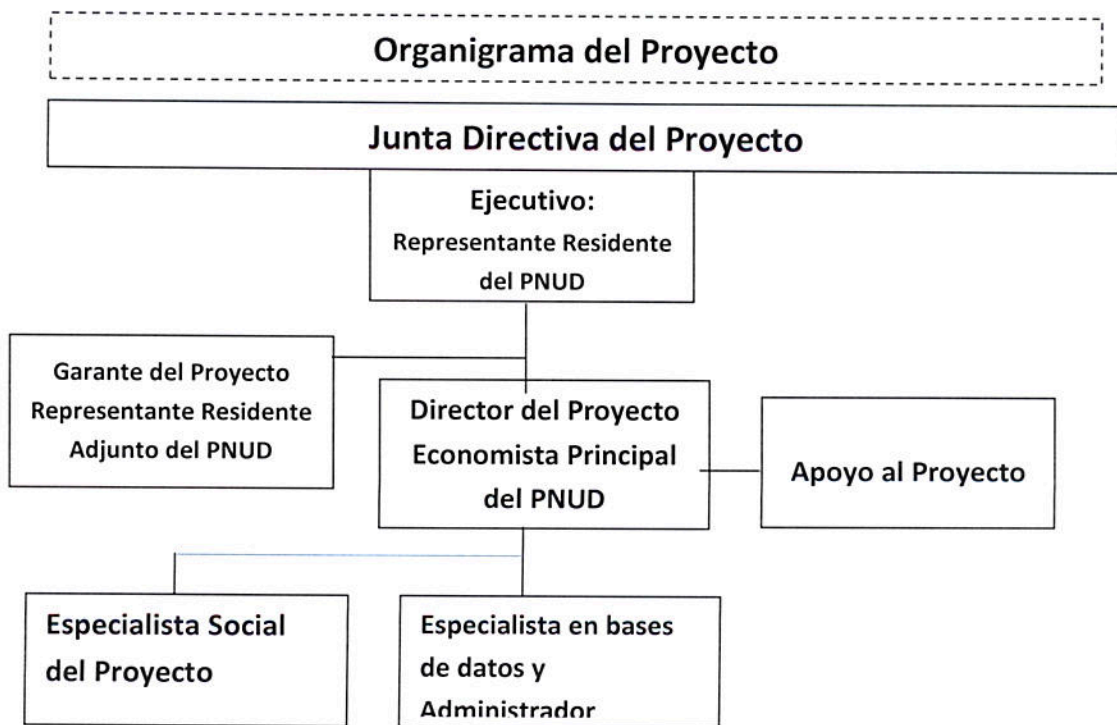 Organigrama del Proyecto
Junta Directiva del Proyecto
Ejecutivo:
Representante Residente
del PNUD
Garante del Proyecto
Representante Residente
Adjunto del PNUD
Director del Proyecto
Economista Principal
del PNUD
Apoyo al Proyecto
Especialista Social
del Proyecto
Especialista en bases
de datos y
Administrador